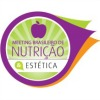 MEETING BRASILEIRO DE
NUTRIÇÃO
ESTÉTICA